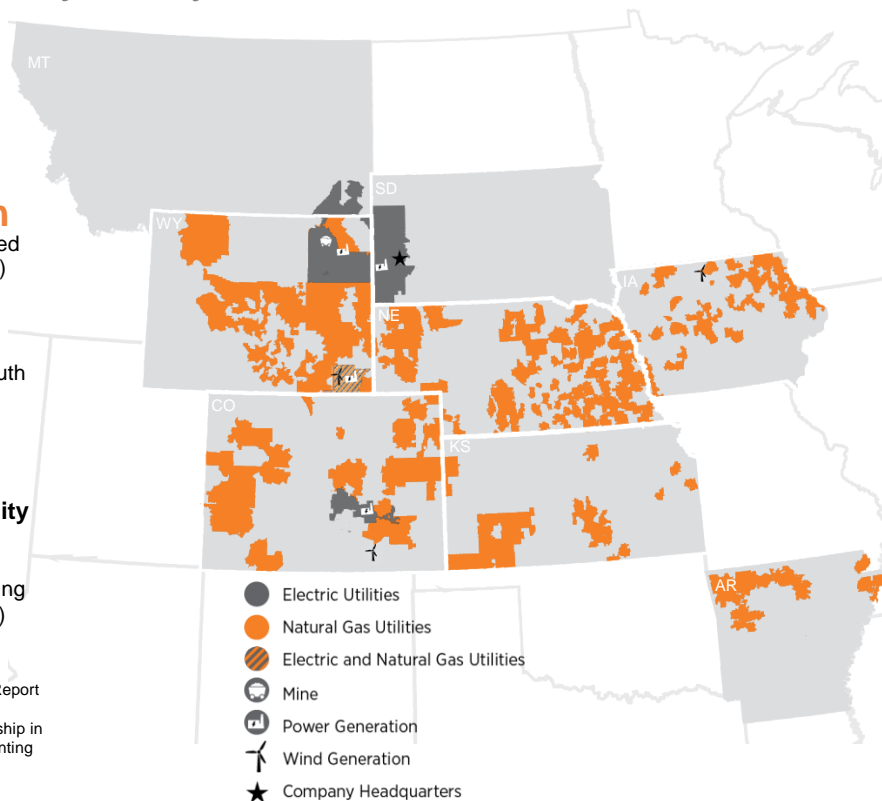 MT
SD
n
WY
ed
)
IA
NE
uth
CO
KS
ity
ing
)
AR
Electric Utilities
Natural Gas Utilities
Electric and Natural Gas Utilities
Report
Mine
ship in
Power Generation
nting
Wind Generation
Company Headquarters